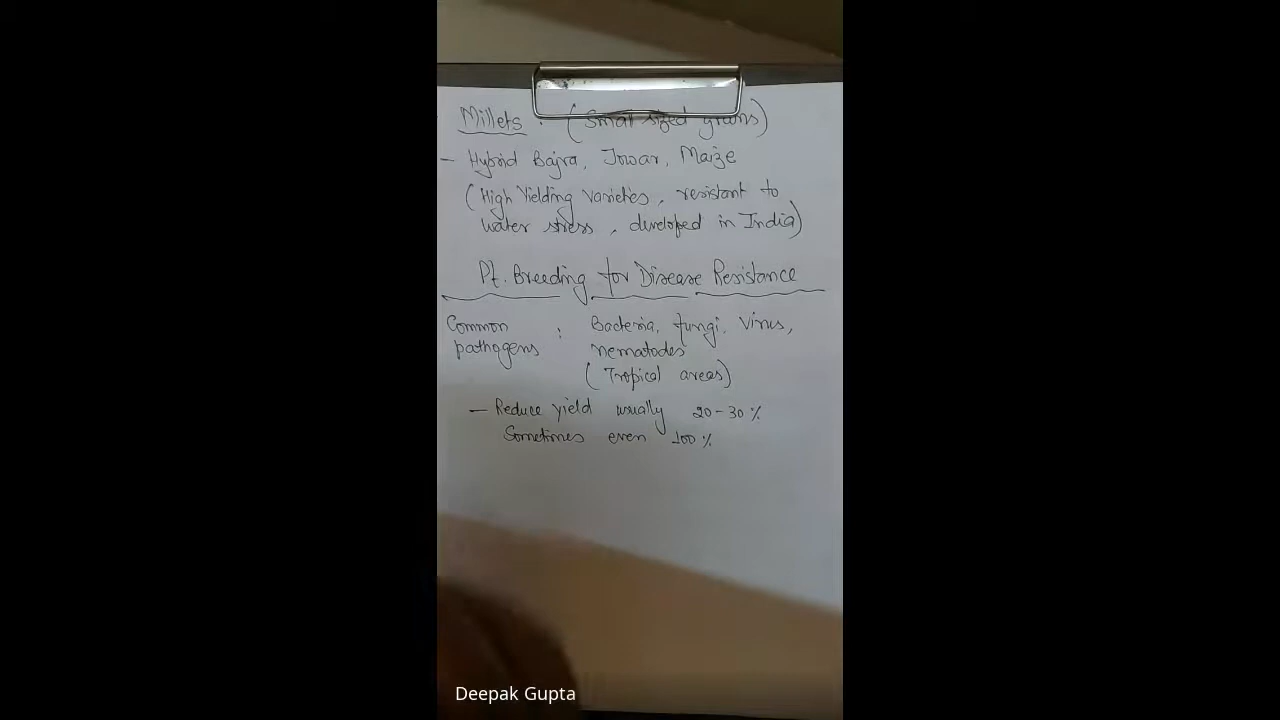 Millets : (Small sized grains)
- Hybrid Bajra, Jowar, Maize
(High Yielding Varieties, resistant to
water stress, developed in India)
Pt. Breeding for Disease Resistance
Common pathogens : Bacteria, fungi, Virus,
nematodes
(Tropical areas)
- Reduce yield usually 20-30%
Sometimes even 100%
Deepak Gupta